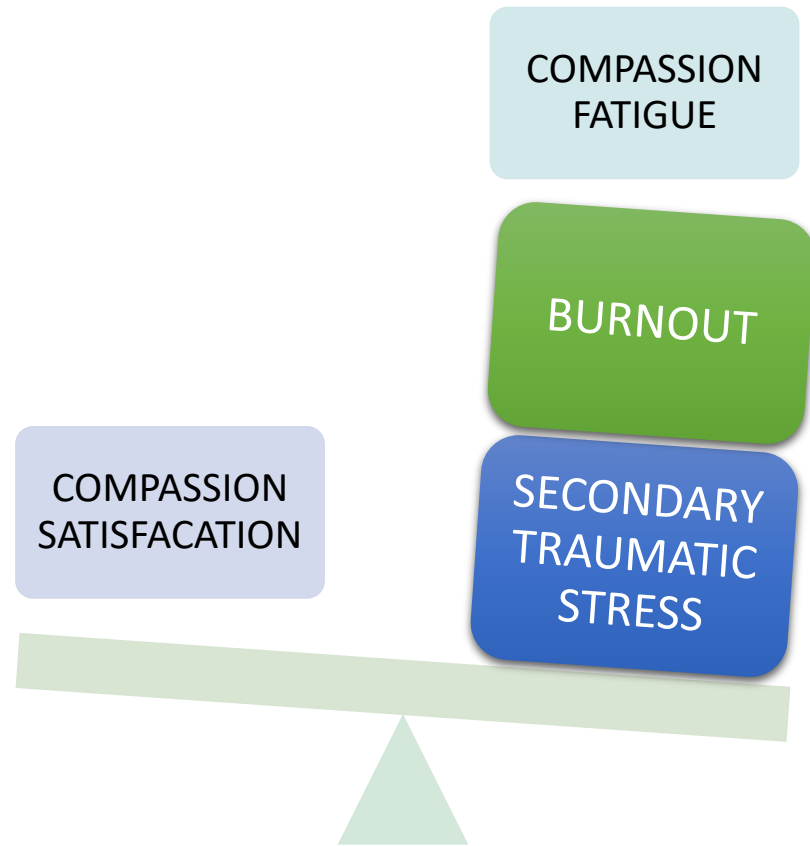 COMPASSION
FATIGUE
BURNOUT
COMPASSION
SATISFACATION
SECONDARY
TRAUMATIC
STRESS